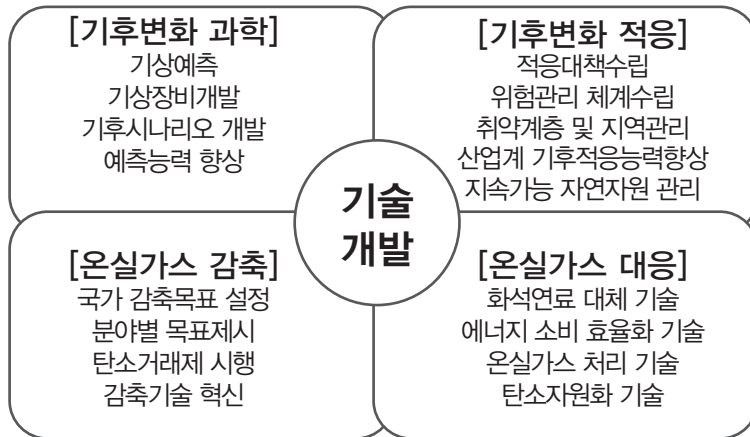 [기후변화 과학]
기상예측
기상장비개발
기후시나리오 개발
예측능력 향상
[기후변화 적응]
적응대책수립
위험관리 체계수립
취약계층 및 지역관리
산업계 기후적응능력향상
지속가능 자연자원 관리
기술
개발
[온실가스 감축]
국가 감축목표 설정
분야별 목표제시
탄소거래제 시행
감축기술 혁신
[온실가스 대응]
화석연료 대체 기술
에너지 소비 효율화 기술
온실가스 처리 기술
탄소자원화 기술